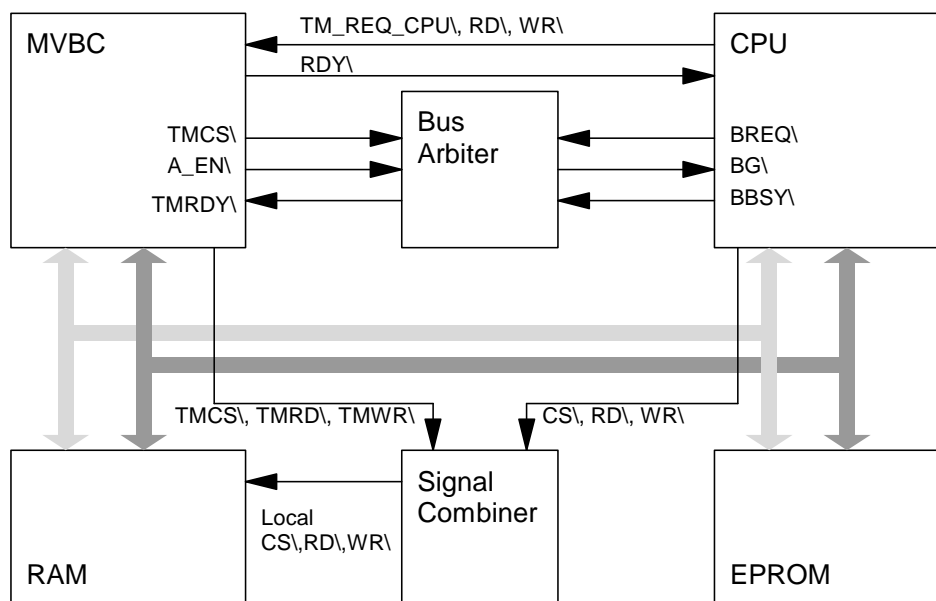 MVBC
TM_REQ_CPU\, RD\, WR\
CPU
RDY\
Bus
Arbiter
TMCS\
A_EN\
TMRDY\
BREQ\
BG\
BBSY\
TMCS\, TMRD\, TMWR\
CS\, RD\, WR\
Signal
Combiner
Local
CS\,RD\,WR\
RAM
EPROM